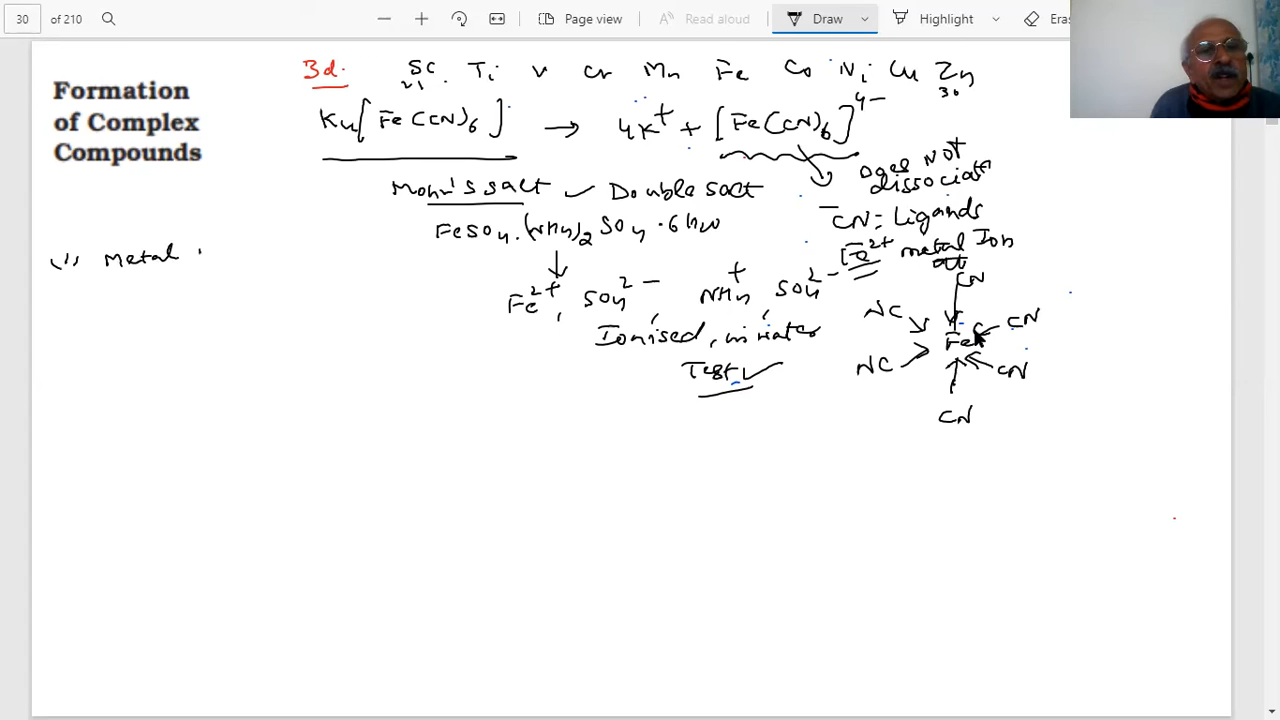 30 of 210 Page view Read aloud Draw Highlight Eras
Formation
of Complex
Compounds
3d. Sc Ti V Cr Mn Fe Co Ni Cu Zn
21 30
K4[Fe(CN)6] → 4K+ + [Fe(CN)6]4−
Does Not
dissociat
Mohr's salt ✓ Double salt
−CN = Ligands
FeSO4.(NH4)2SO4.6H2O
Fe2+ metal Ion
(1) Metal
Fe2+, SO42−, NH4+, SO42−
Ionised, in water
Test ✓
CN
NC CN
Fe
NC CN
CN